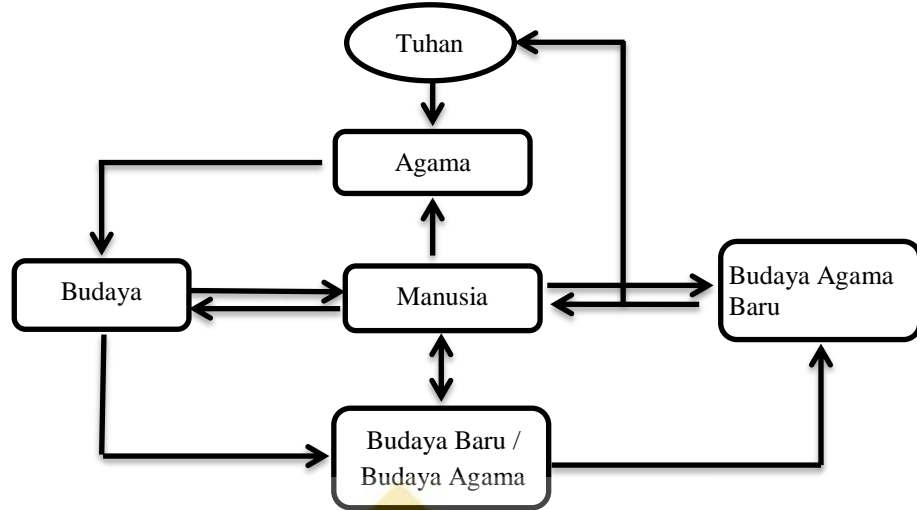 Tuhan
Agama
Budaya
Manusia
Budaya Agama
Baru
Budaya Baru /
Budaya Agama